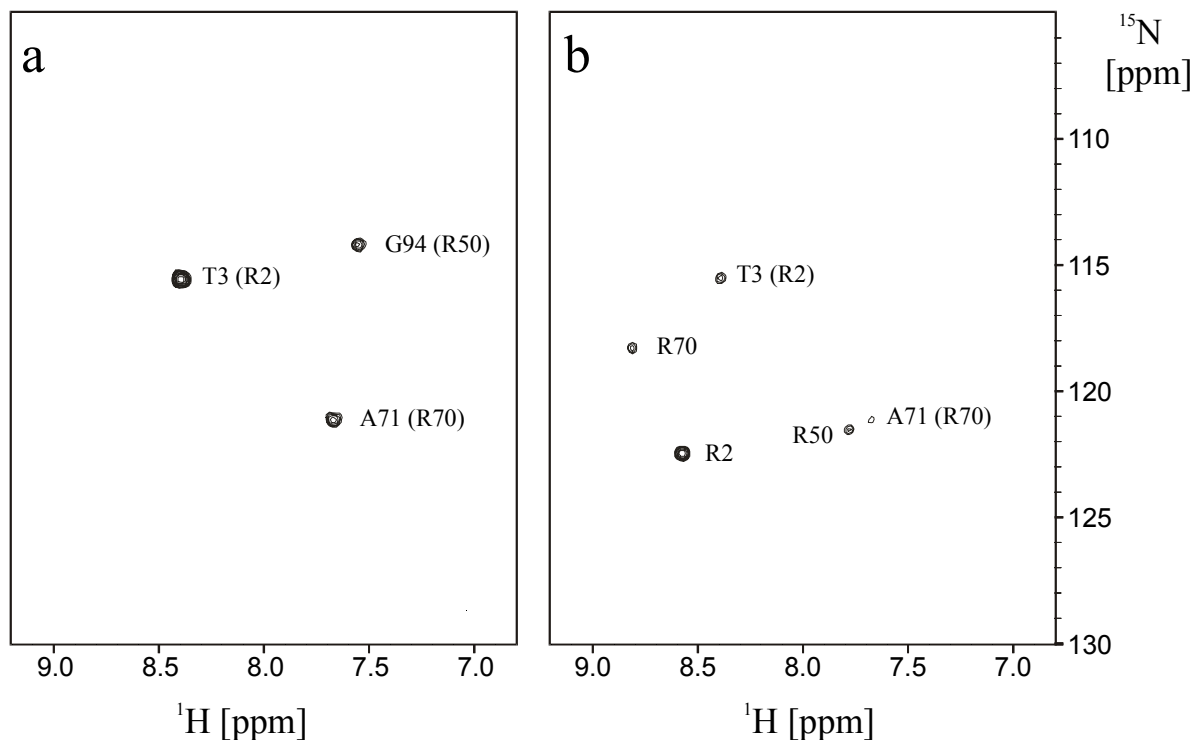 a
b
¹⁵N
[ppm]
G94 (R50)
T3 (R2)
A71 (R70)
T3 (R2)
R70
A71 (R70)
R50
R2
110
115
120
125
130
9.0 8.5 8.0 7.5 7.0
9.0 8.5 8.0 7.5 7.0
¹H [ppm]
¹H [ppm]